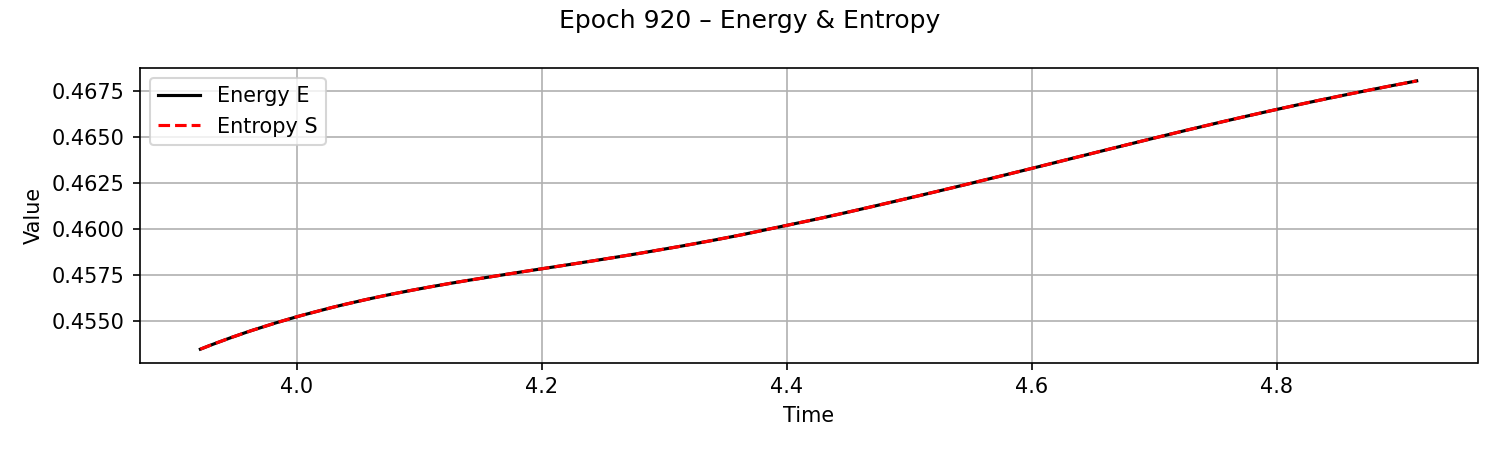 Epoch 920 – Energy & Entropy
Energy E
Entropy S
Value
0.4675
0.4650
0.4625
0.4600
0.4575
0.4550
4.0 4.2 4.4 4.6 4.8
Time